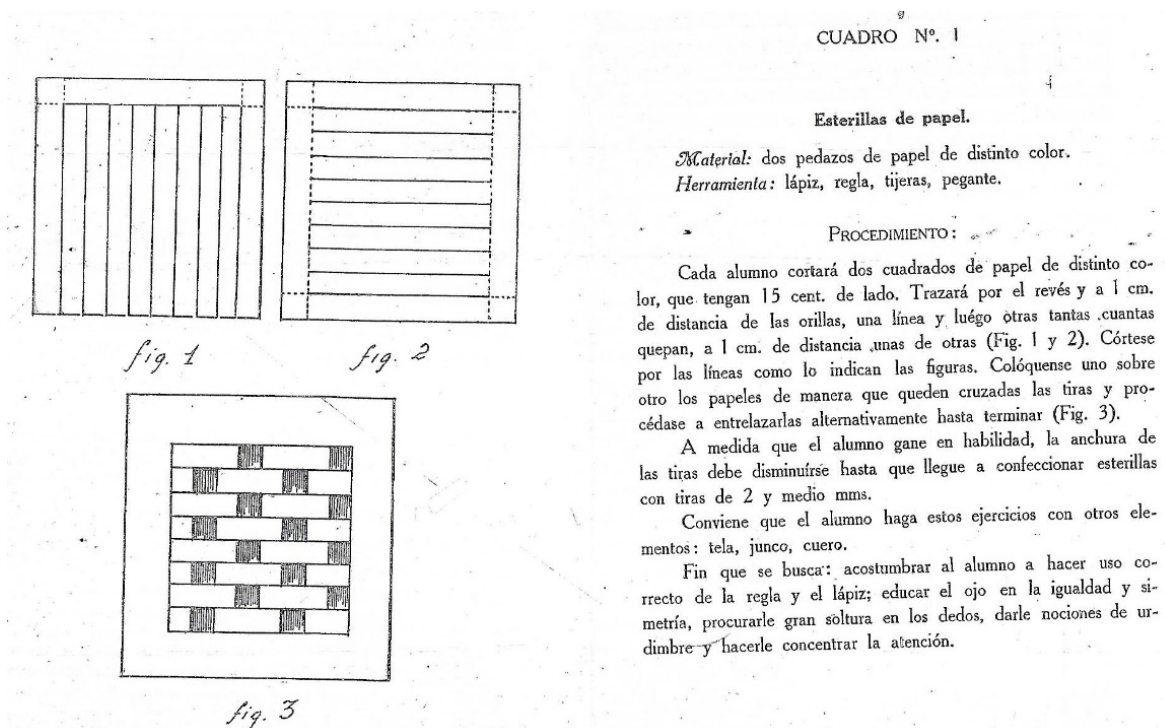 fig. 1
fig. 2
fig. 3
CUADRO Nº. 1
Esterillas de papel.
Material: dos pedazos de papel de distinto color.
Herramienta: lápiz, regla, tijeras, pegante.
PROCEDIMIENTO:
Cada alumno cortará dos cuadrados de papel de distinto co-
lor, que tengan 15 cent. de lado. Trazará por el revés y a 1 cm.
de distancia de las orillas, una línea y luégo otras tantas cuantas
quepan, a 1 cm. de distancia unas de otras (Fig. 1 y 2). Córtese
por las líneas como lo indican las figuras. Colóquense uno sobre
otro los papeles de manera que queden cruzadas las tiras y pro-
cédase a entrelazarlas alternativamente hasta terminar (Fig. 3).
A medida que el alumno gane en habilidad, la anchura de
las tiras debe disminuírse hasta que llegue a confeccionar esterillas
con tiras de 2 y medio mms.
Conviene que el alumno haga estos ejercicios con otros ele-
mentos: tela, junco, cuero.
Fin que se busca: acostumbrar al alumno a hacer uso co-
rrecto de la regla y el lápiz; educar el ojo en la igualdad y si-
metría, procurarle gran soltura en los dedos, darle nociones de ur-
dimbre y hacerle concentrar la atención.